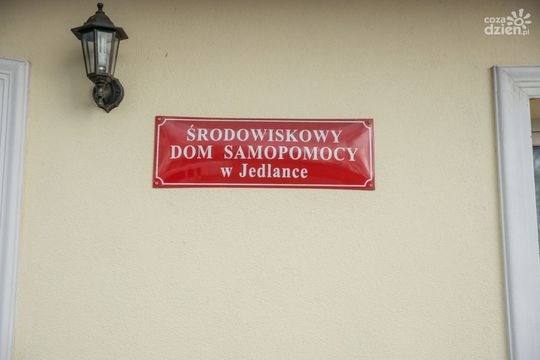 cozadzien.pl
ŚRODOWISKOWY
DOM SAMOPOMOCY
w Jedlance